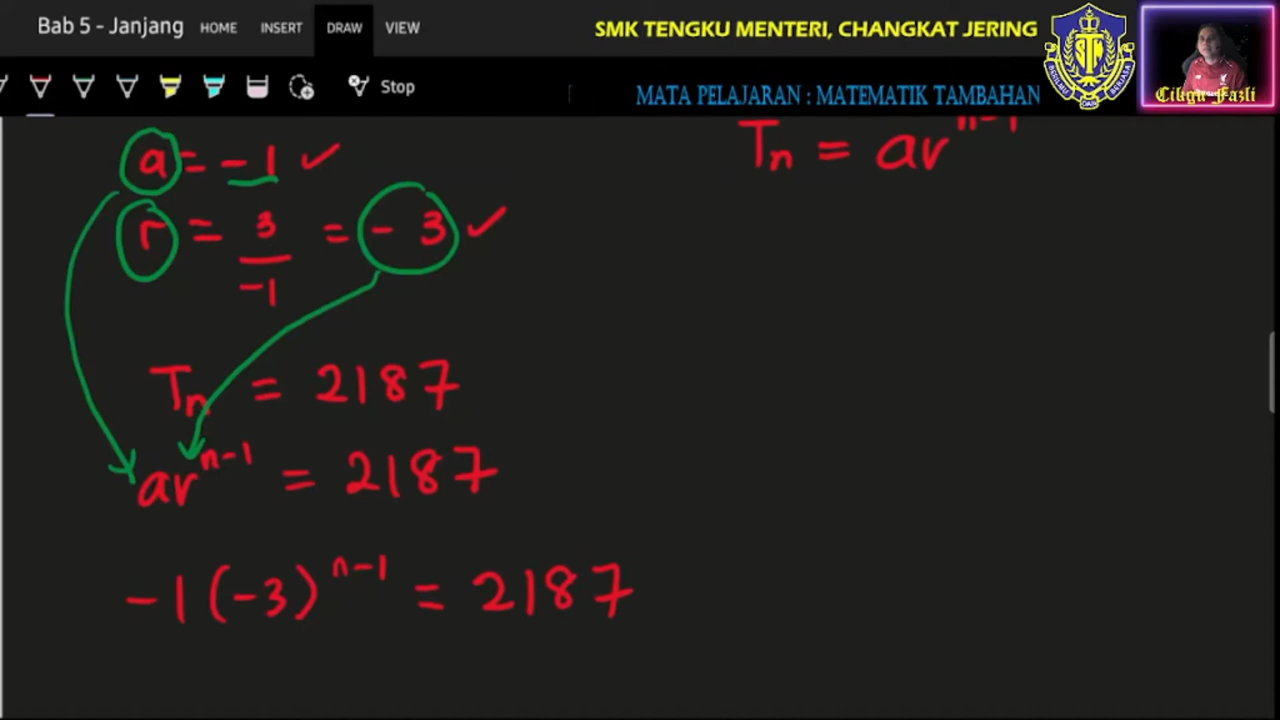 Bab 5 - Janjang HOME INSERT DRAW VIEW
SMK TENGKU MENTERI, CHANGKAT JERING
Stop
MATA PELAJARAN : MATEMATIK TAMBAHAN
Cikgu Fazli
a = -1 ✓
Tn = ar^n-1
r = 3/-1 = -3 ✓
Tn = 2187
ar^n-1 = 2187
-1(-3)^n-1 = 2187